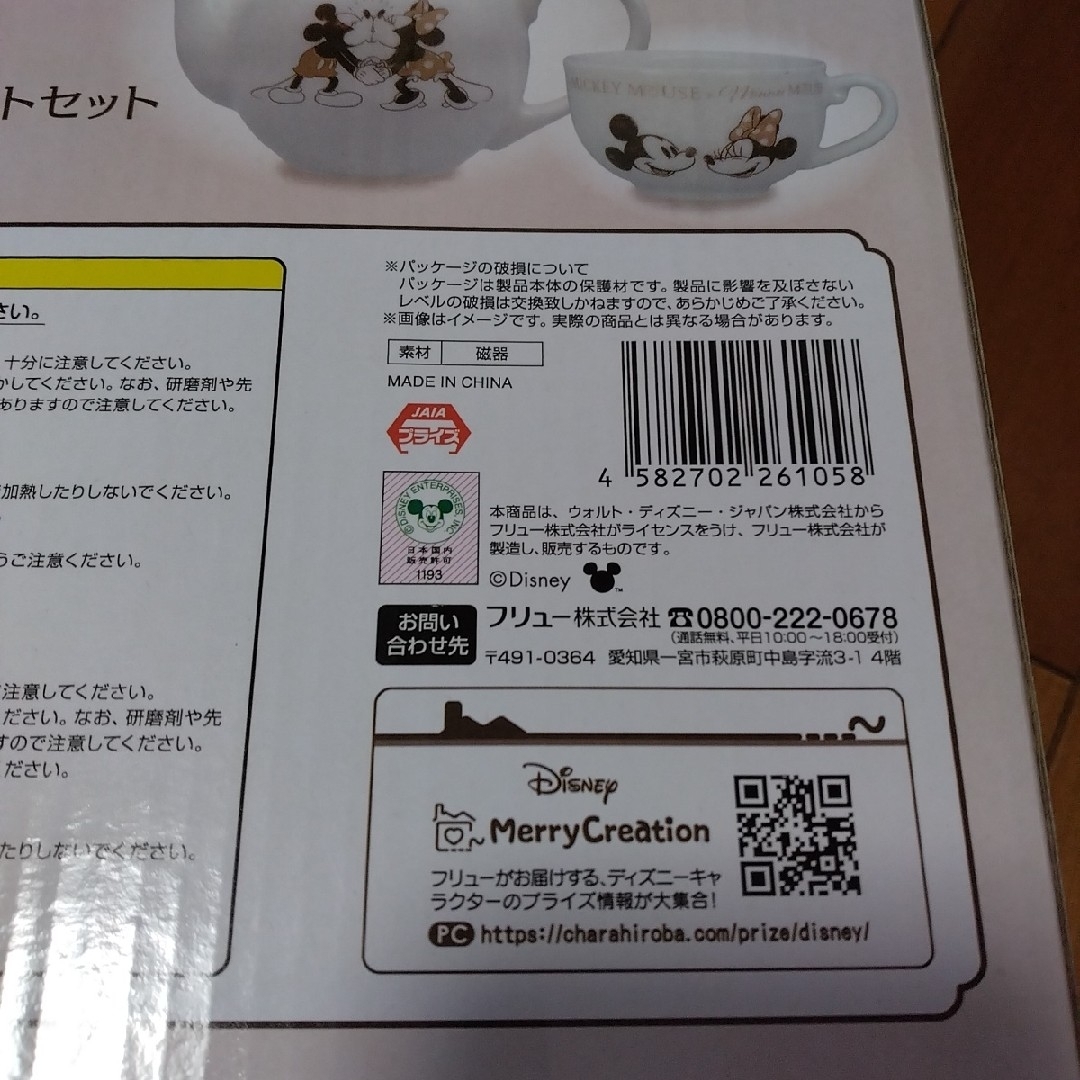 トセット
MICKEY MOUSE & Minnie MOUSE
さい。
十分に注意してください。
かしてください。なお、研磨剤や先
ありますので注意してください。
加熱したりしないでください。
うご注意ください。
注意してください。
ださい。なお、研磨剤や先
すので注意してください。
ださい。
たりしないでください。
※パッケージの破損について
パッケージは製品本体の保護材です。製品に影響を及ぼさない
レベルの破損は交換致しかねますので、あらかじめご了承ください。
※画像はイメージです。実際の商品とは異なる場合があります。
素材 磁器
MADE IN CHINA
JAIA
プライズ
4 582702 261058
©DISNEY ENTERPRISES, INC.
日本国内
販売許可
1193
本商品は、ウォルト・ディズニー・ジャパン株式会社から
フリュー株式会社がライセンスをうけ、フリュー株式会社が
製造し、販売するものです。
©Disney
TM
お問い
合わせ先
フリュー株式会社 ☎0800-222-0678
(通話無料、平日10:00～18:00受付)
〒491-0364 愛知県一宮市萩原町中島字流3-1 4階
Disney
MerryCreation
フリューがお届けする、ディズニーキャ
ラクターのプライズ情報が大集合!
PC https://charahiroba.com/prize/disney/